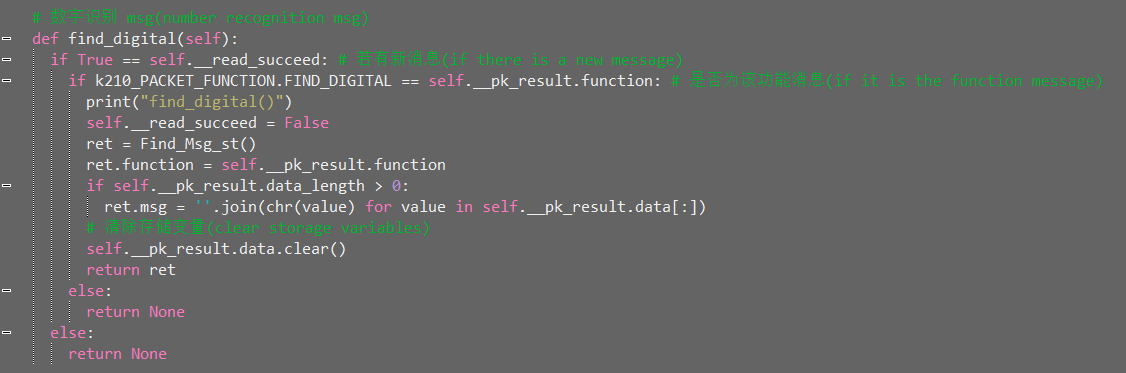 # 数字识别 msg(number recognition msg)
def find_digital(self):
if True == self.__read_succeed: # 若有新消息(if there is a new message)
if k210_PACKET_FUNCTION.FIND_DIGITAL == self.__pk_result.function: # 是否为该功能消息(if it is the function message)
print("find_digital()")
self.__read_succeed = False
ret = Find_Msg_st()
ret.function = self.__pk_result.function
if self.__pk_result.data_length > 0:
ret.msg = ''.join(chr(value) for value in self.__pk_result.data[:])
# 清除存储变量(clear storage variables)
self.__pk_result.data.clear()
return ret
else:
return None
else:
return None